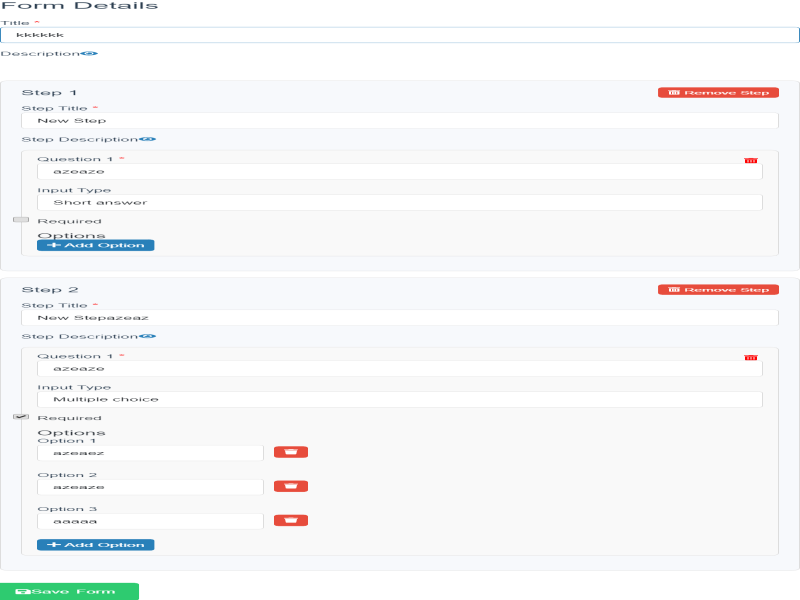 Form Details
Title *
kkkkkk
Description
Step 1
Remove Step
Step Title *
New Step
Step Description
Question 1 *
azeaze
Input Type
Short answer
Required
Options
Add Option
Step 2
Remove Step
Step Title *
New Stepazeaz
Step Description
Question 1 *
azeaze
Input Type
Multiple choice
Required
Options
Option 1
azeaez
Option 2
azeaze
Option 3
aaaaa
Add Option
Save Form